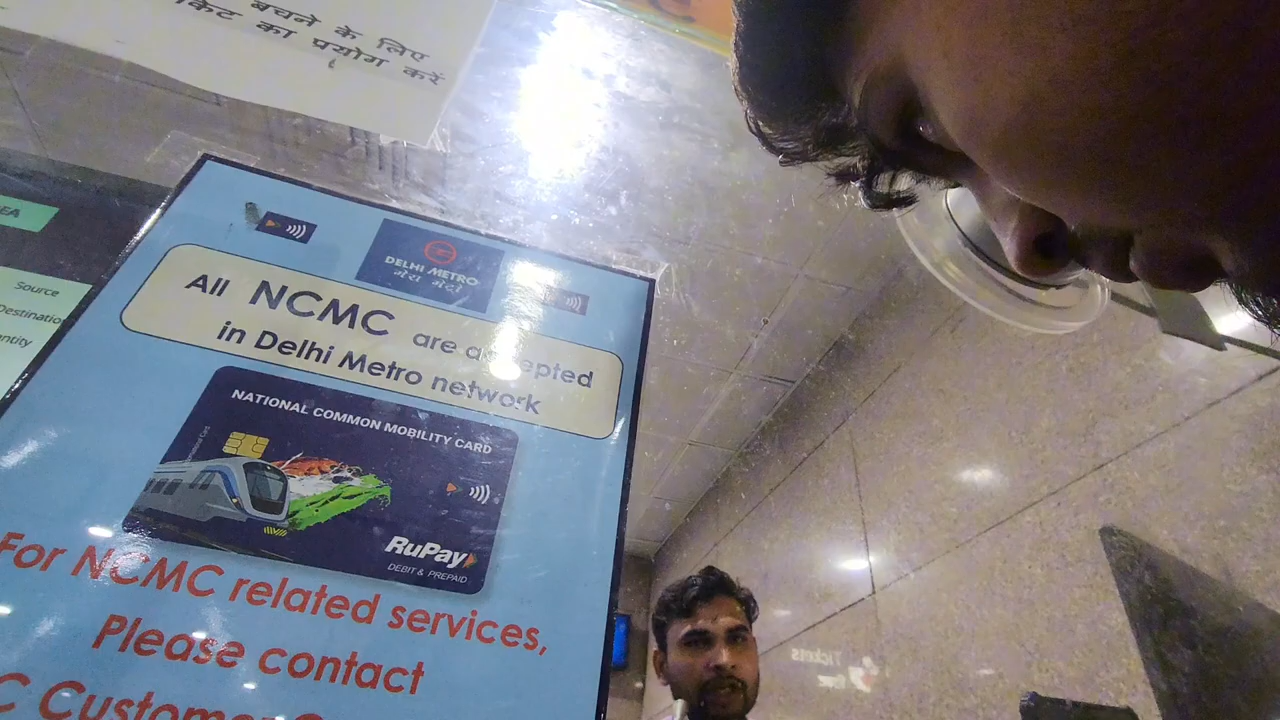 बचने के लिए
किट का प्रयोग करें
Source
Destination
DELHI METRO
मेरा मेट्रो
All NCMC are accepted
in Delhi Metro network
NATIONAL COMMON MOBILITY CARD
RuPay
DEBIT & PREPAID
For NCMC related services,
Please contact
Tickets